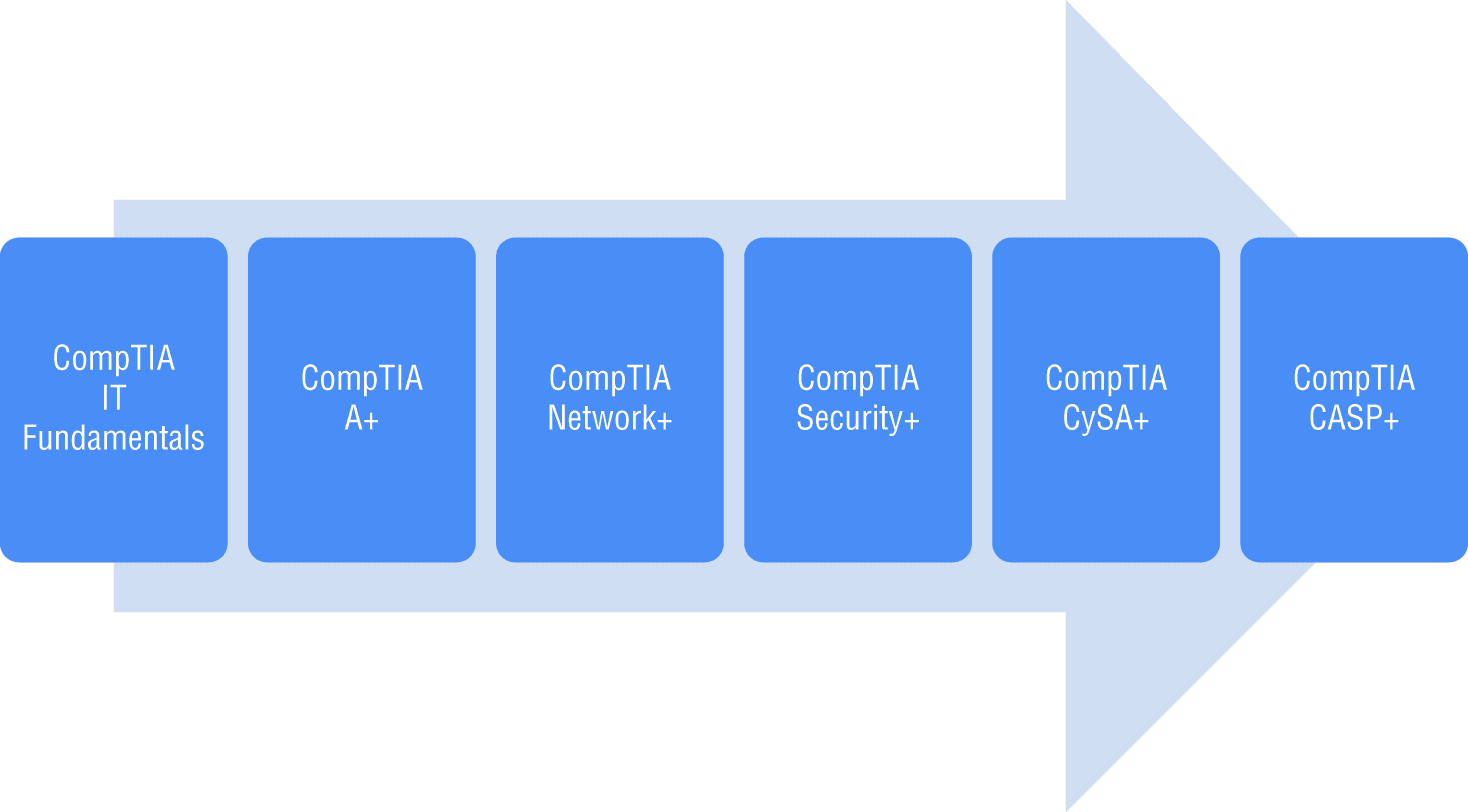 CompTIA
IT
Fundamentals
CompTIA
A+
CompTIA
Network+
CompTIA
Security+
CompTIA
CySA+
CompTIA
CASP+